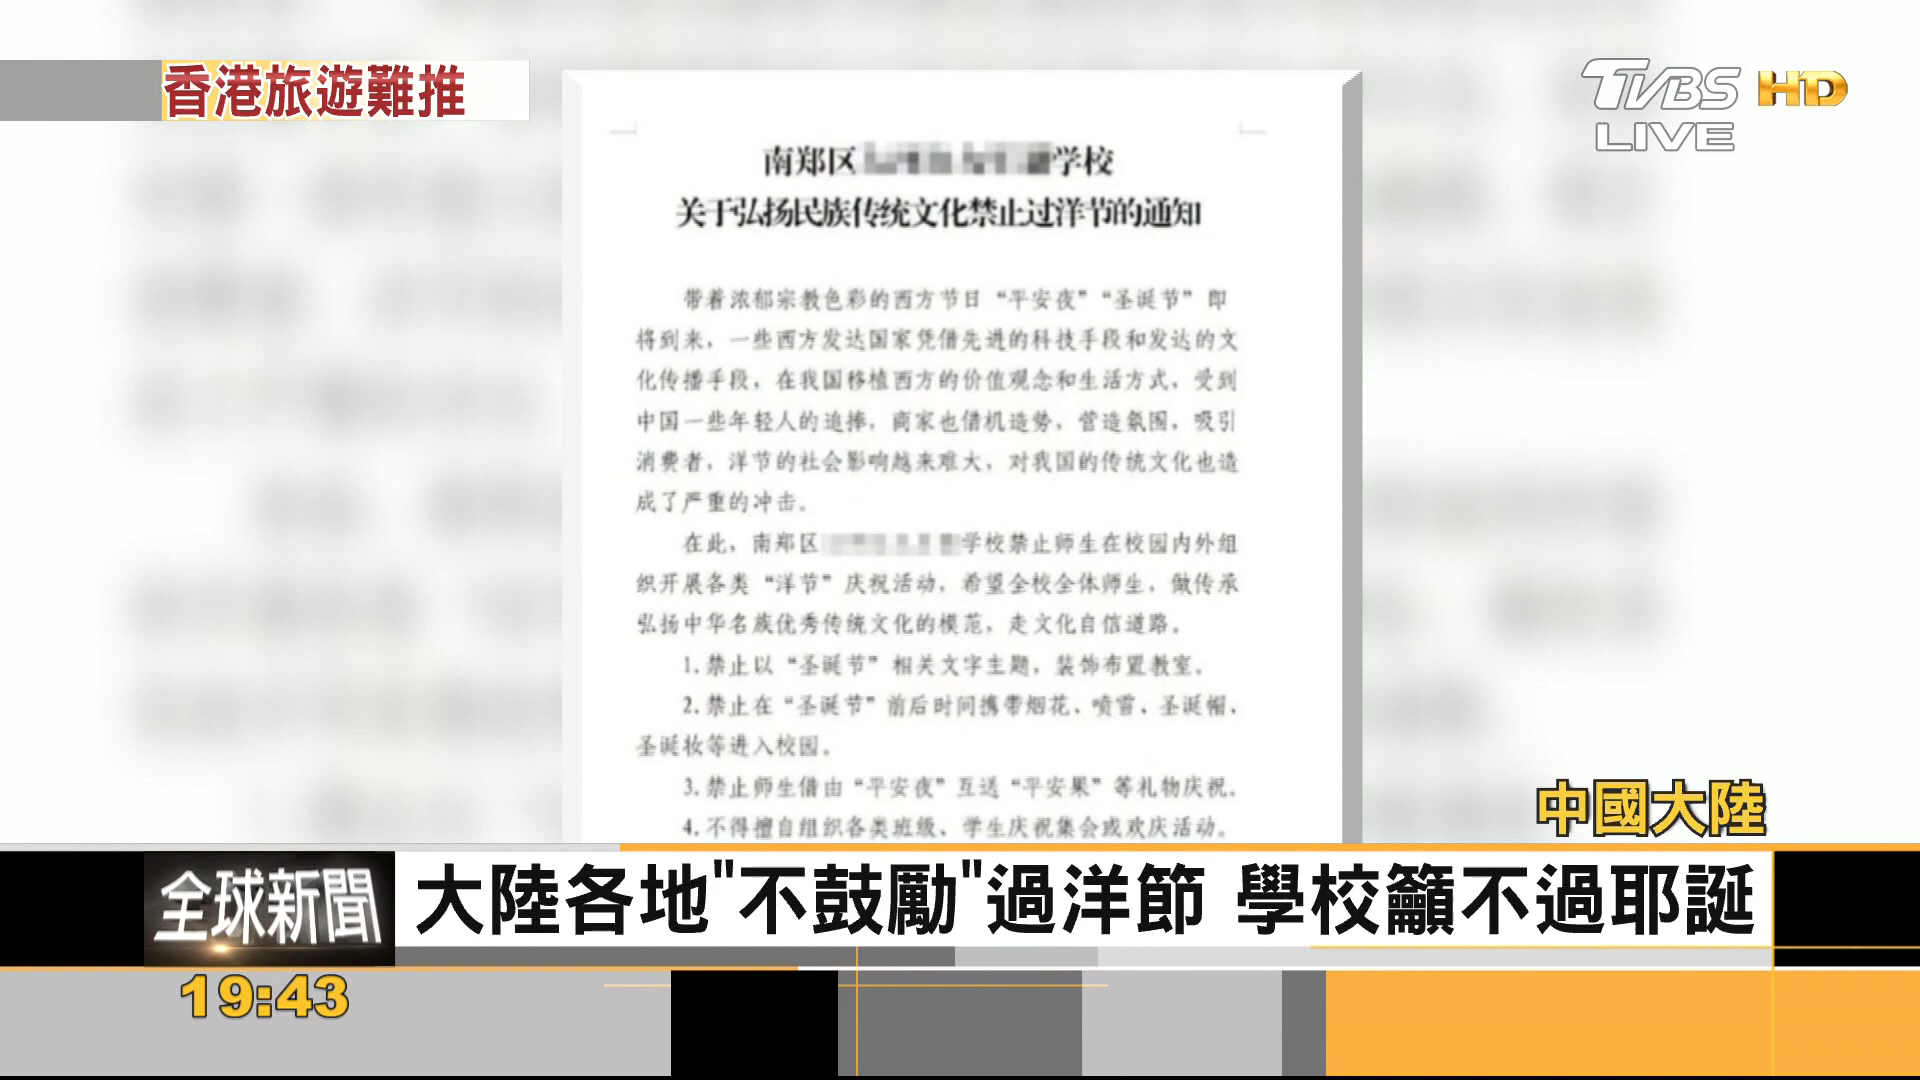 香港旅遊難推
TVBS HD
LIVE
南郑区 学校
关于弘扬民族传统文化禁止过洋节的通知
带着浓郁宗教色彩的西方节日“平安夜”“圣诞节”即
将到来，一些西方发达国家凭借先进的科技手段和发达的文
化传播手段，在我国移植西方的价值观念和生活方式，受到
中国一些年轻人的追捧，商家也借机造势，营造氛围，吸引
消费者，洋节的社会影响越来难大，对我国的传统文化也造
成了严重的冲击。
在此，南郑区 学校禁止师生在校园内外组
织开展各类“洋节”庆祝活动，希望全校全体师生，做传承
弘扬中华名族优秀传统文化的模范，走文化自信道路。
1.禁止以“圣诞节”相关文字主题，装饰布置教室。
2.禁止在“圣诞节”前后时间携带烟花、喷雪、圣诞帽、
圣诞妆等进入校园。
3.禁止师生借由“平安夜”互送“平安果”等礼物庆祝。
4.不得擅自组织各类班级、学生庆祝集会或欢庆活动。
中國大陸
全球新聞
大陸各地"不鼓勵"過洋節 學校籲不過耶誕
19:43